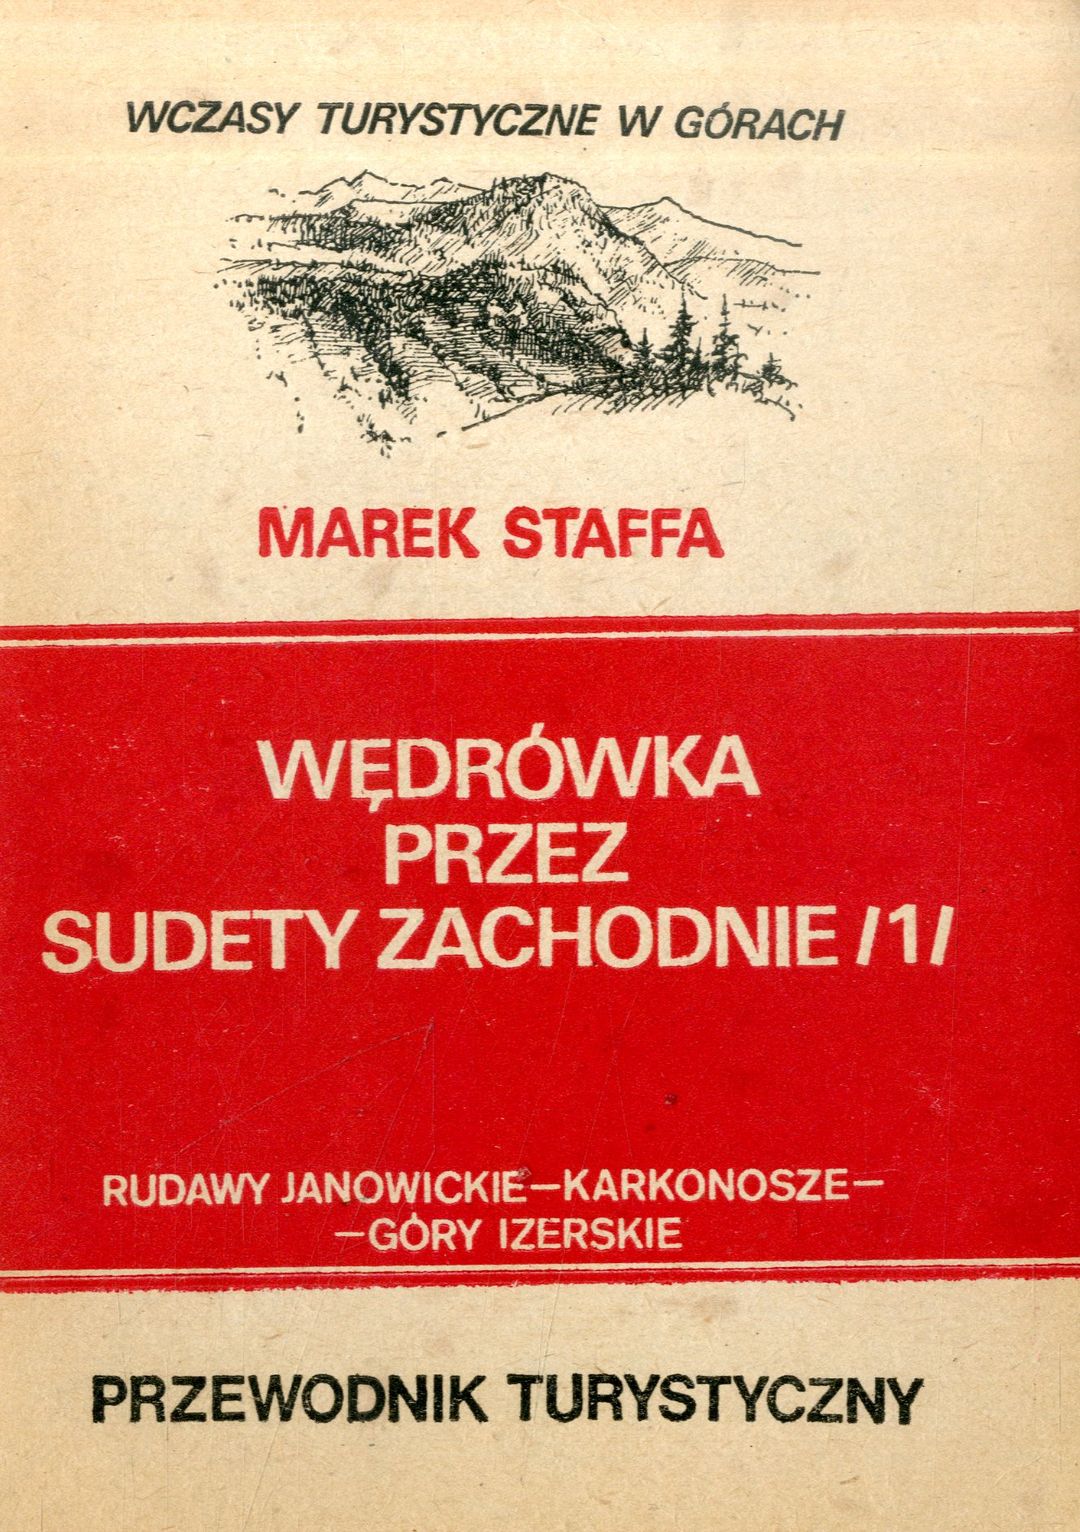 WCZASY TURYSTYCZNE W GÓRACH
MAREK STAFFA
WĘDRÓWKA
PRZEZ
SUDETY ZACHODNIE /1/
RUDAWY JANOWICKIE—KARKONOSZE—
—GÓRY IZERSKIE
PRZEWODNIK TURYSTYCZNY